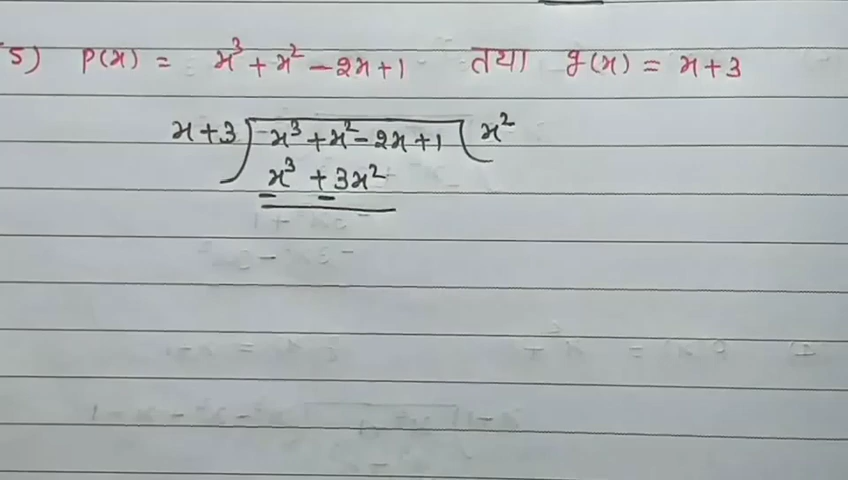 5) p(x) = x³ + x² - 2x + 1 तथा g(x) = x + 3
x + 3 ) x³ + x² - 2x + 1 ( x²
x³ + 3x²
- -